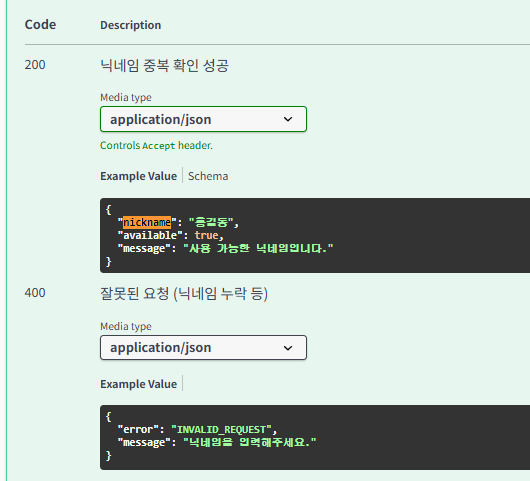 Code Description
200 닉네임 중복 확인 성공
Media type
application/json
Controls Accept header.
Example Value Schema
{
"nickname": "홍길동",
"available": true,
"message": "사용 가능한 닉네임입니다."
}
400 잘못된 요청 (닉네임 누락 등)
Media type
application/json
Example Value
{
"error": "INVALID_REQUEST",
"message": "닉네임을 입력해주세요."
}